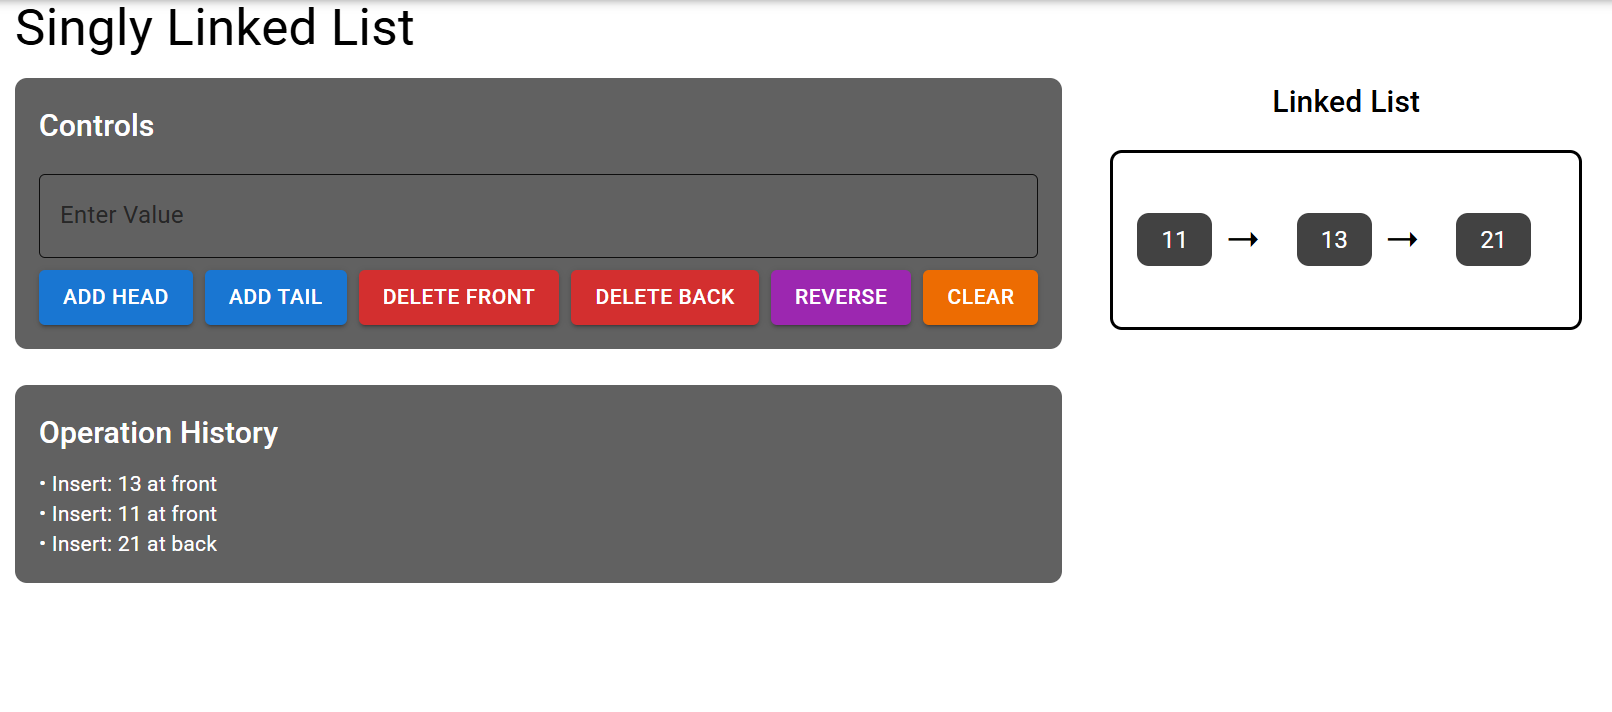 Singly Linked List
Controls
Enter Value
ADD HEAD ADD TAIL DELETE FRONT DELETE BACK REVERSE CLEAR
Operation History
• Insert: 13 at front
• Insert: 11 at front
• Insert: 21 at back
Linked List
11 → 13 → 21